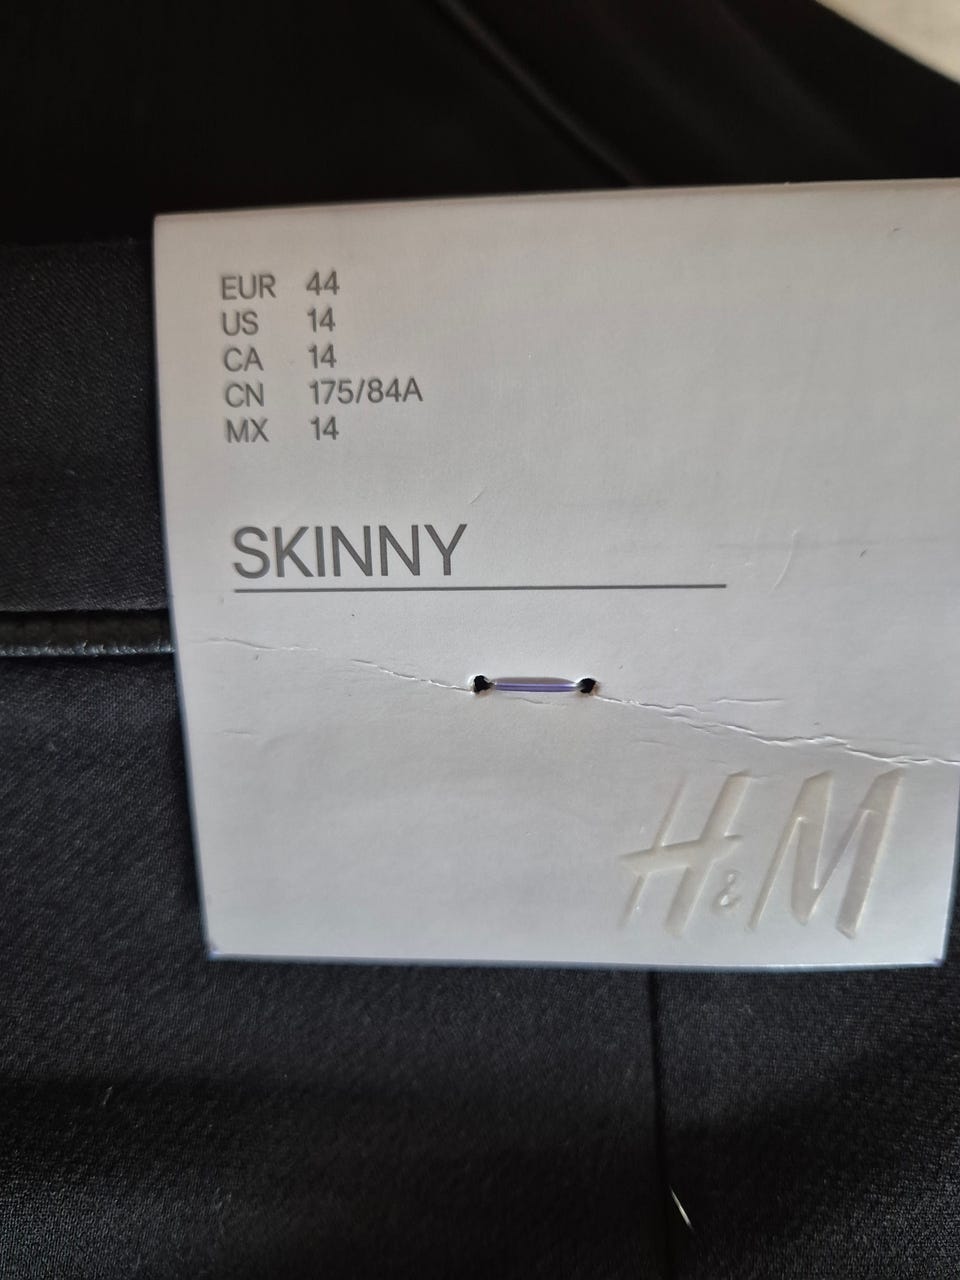 EUR 44
US 14
CA 14
CN 175/84A
MX 14
SKINNY
H&M